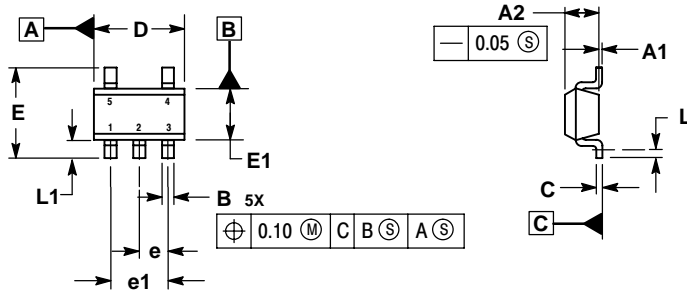 A D B
A2
— 0.05 Ⓢ
A1
E
5 4
1 2 3
L
E1
L1
B 5X
C
⌖ 0.10 Ⓜ C B Ⓢ A Ⓢ
C
e
e1